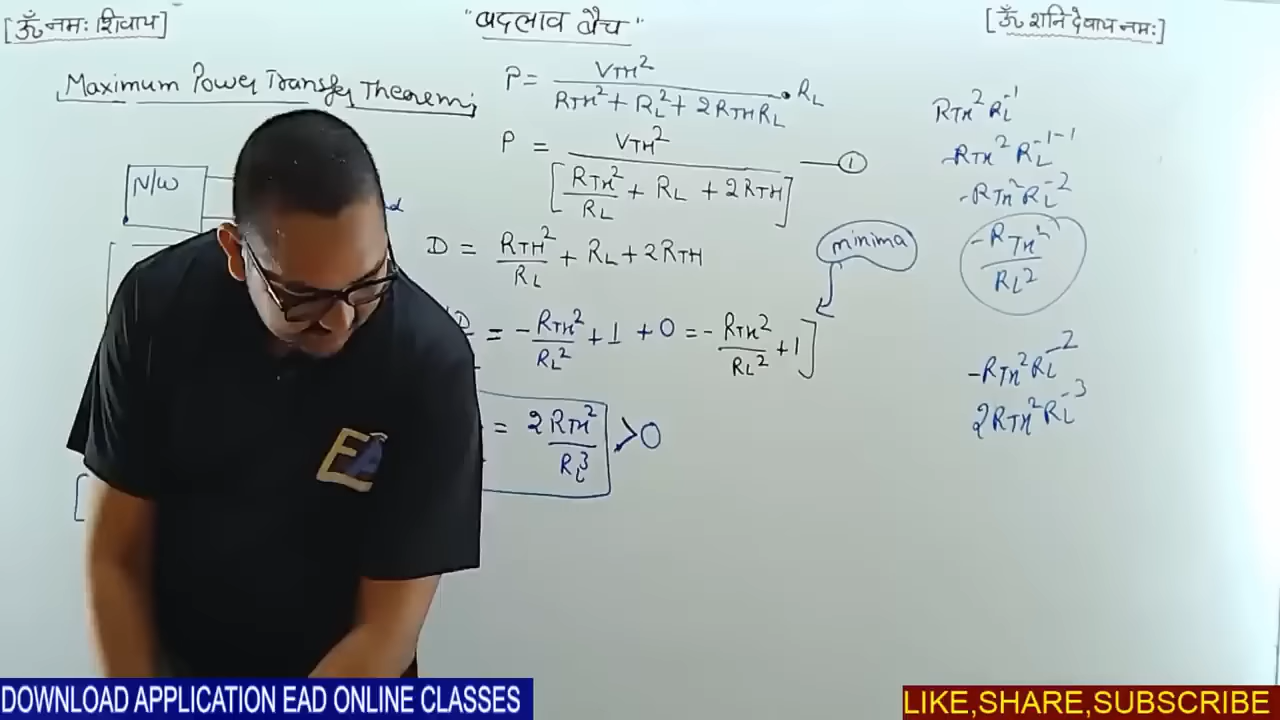 [ॐ नमः शिवाय]
"बदलाव बैच"
[ॐ शनि देवाय नमः]
Maximum Power Transfer Theorem:
N/W
P = VTH² / (RTH² + RL² + 2RTHRL) • RL
P = VTH² / [RTH²/RL + RL + 2RTH] — ①
D = RTH²/RL + RL + 2RTH
minima
= -RTH²/RL² + 1 + 0 = -RTH²/RL² + 1]
= 2RTH²/RL³ >0
RTH² RL⁻¹
-RTH² RL⁻¹⁻¹
-RTH² RL⁻²
-RTH²/RL²
-RTH² RL⁻²
2RTH² RL⁻³
EA
DOWNLOAD APPLICATION EAD ONLINE CLASSES
LIKE,SHARE,SUBSCRIBE